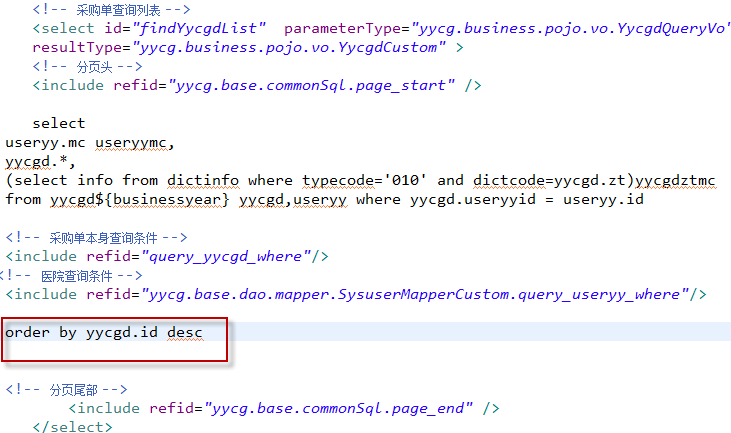 <!-- 采购单查询列表 -->
<select id="findYycgdList"  parameterType="yycg.business.pojo.vo.YycgdQueryVo"
resultType="yycg.business.pojo.vo.YycgdCustom" >
<!-- 分页头 -->
<include refid="yycg.base.commonSql.page_start" />
select
useryy.mc useryymc,
yycgd.*,
(select info from dictinfo where typecode='010' and dictcode=yycgd.zt)yycgdztmc
from yycgd${businessyear} yycgd,useryy where yycgd.useryyid = useryy.id
<!-- 采购单本身查询条件 -->
<include refid="query_yycgd_where"/>
<!-- 医院查询条件 -->
<include refid="yycg.base.dao.mapper.SysuserMapperCustom.query_useryy_where"/>
order by yycgd.id desc
<!-- 分页尾部 -->
<include refid="yycg.base.commonSql.page_end" />
</select>